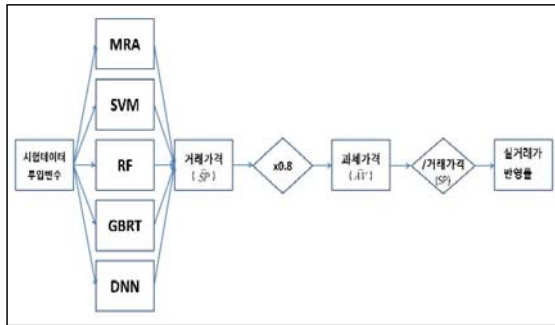 시험데이터
투입변수
MRA
SVM
RF
GBRT
DNN
거래가격
( ŜP )
x0.8
과세가격
( ÂV )
/거래가격
(SP)
실거래가
반영률